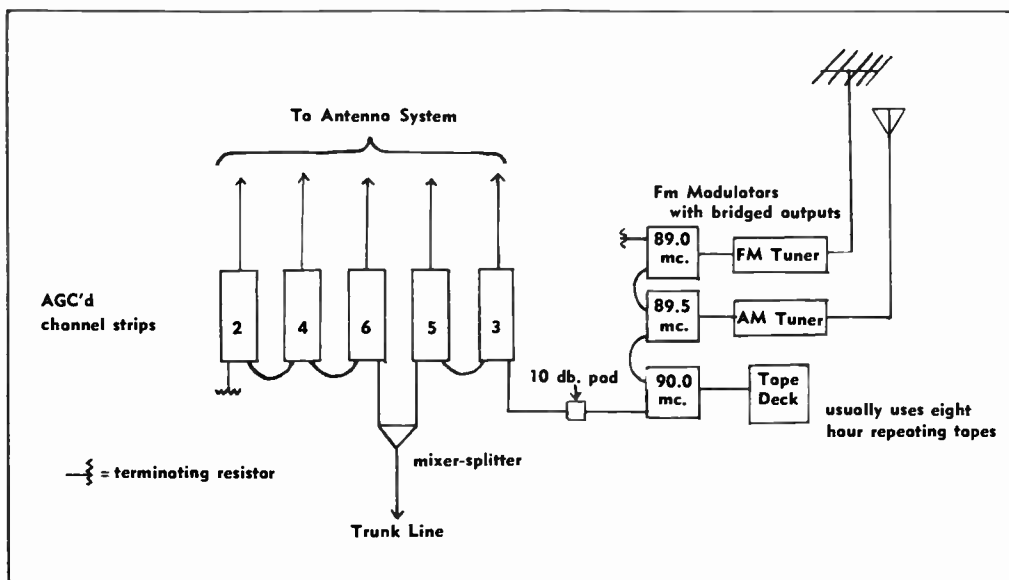 To Antenna System
Fm Modulators
with bridged outputs
89.0
mc.
FM Tuner
AGC'd
channel strips
2
4
6
5
3
89.5
mc.
AM Tuner
10 db. pad
90.0
mc.
Tape
Deck
usually uses eight
hour repeating tapes
mixer-splitter
= terminating resistor
Trunk Line